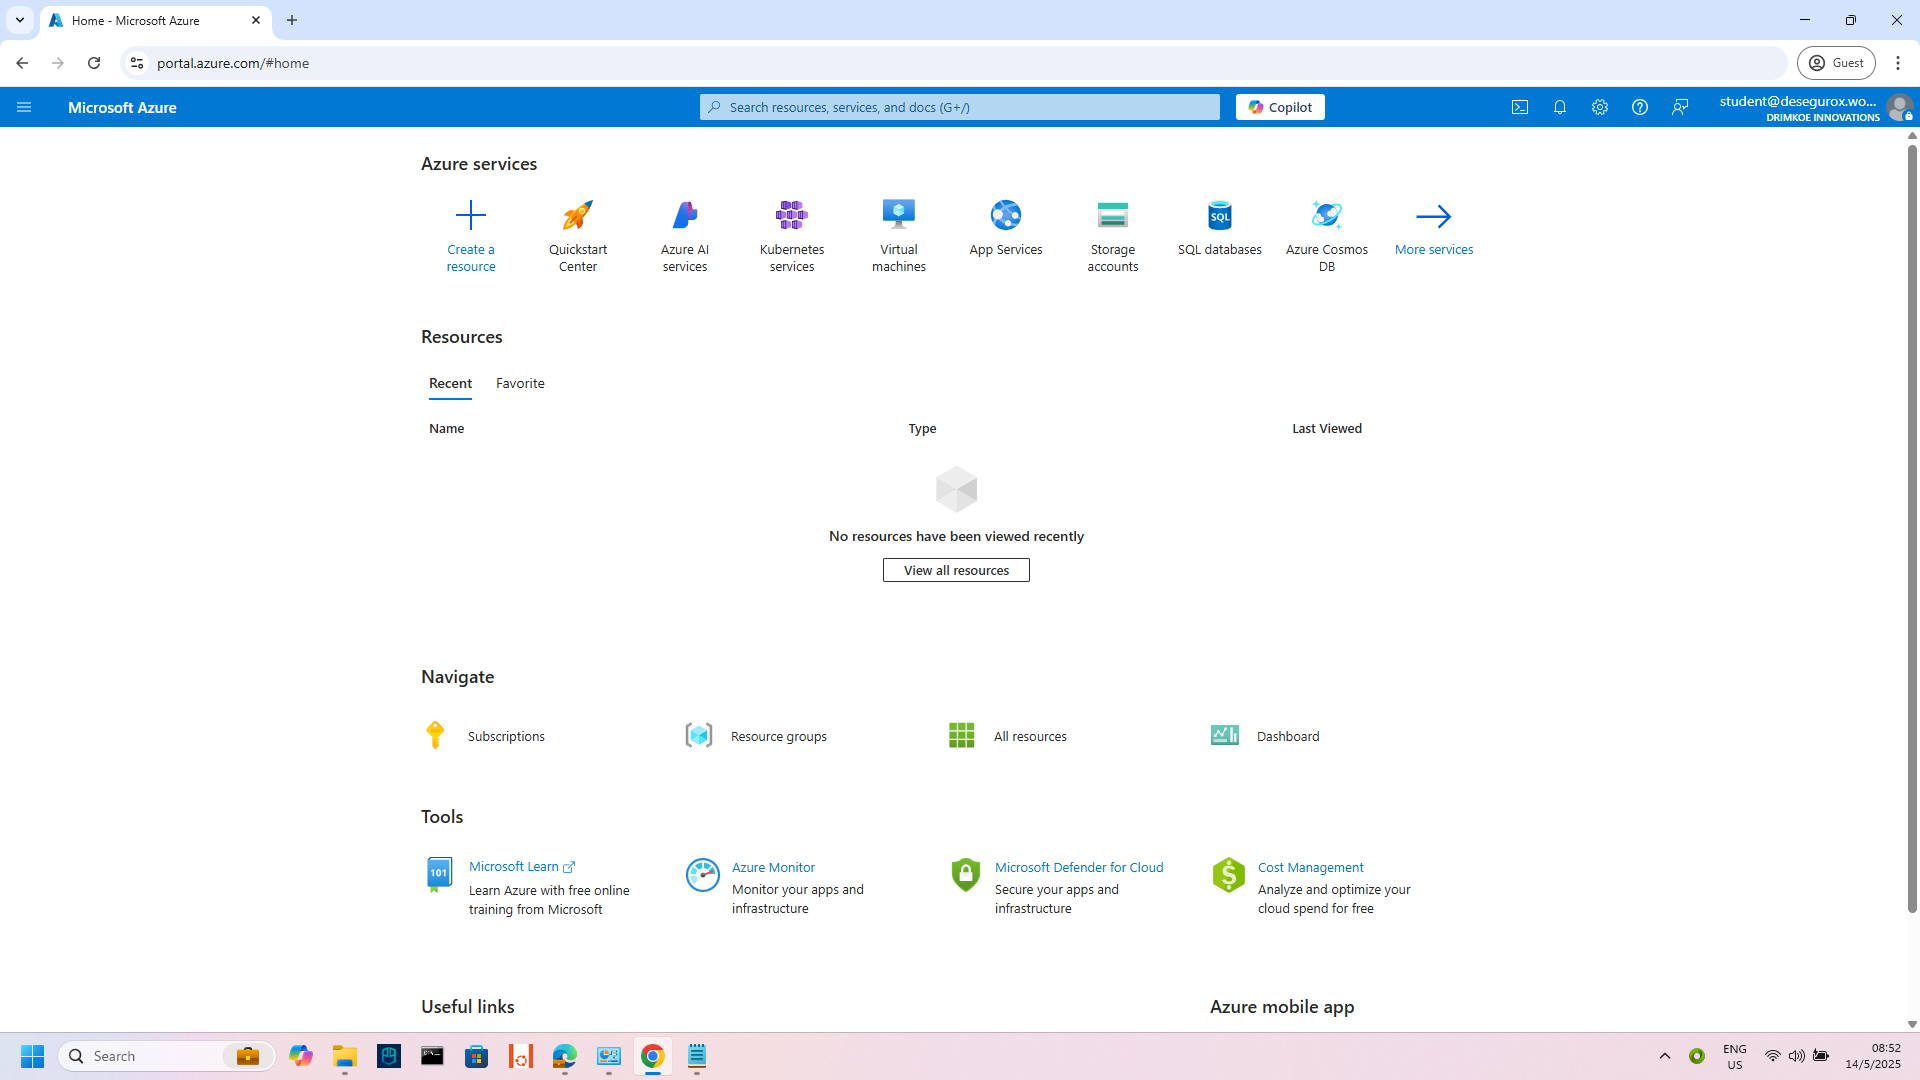 Home - Microsoft Azure
portal.azure.com/#home
Guest
Microsoft Azure
Search resources, services, and docs (G+/)
Copilot
student@desegurox.wo...
DRIMKOE INNOVATIONS
Azure services
Create a resource
Quickstart Center
Azure AI services
Kubernetes services
Virtual machines
App Services
Storage accounts
SQL
SQL databases
Azure Cosmos DB
More services
Resources
Recent
Favorite
Name
Type
Last Viewed
No resources have been viewed recently
View all resources
Navigate
Subscriptions
Resource groups
All resources
Dashboard
Tools
101
Microsoft Learn
Learn Azure with free online
training from Microsoft
Azure Monitor
Monitor your apps and
infrastructure
Microsoft Defender for Cloud
Secure your apps and
infrastructure
Cost Management
Analyze and optimize your
cloud spend for free
Useful links
Azure mobile app
Search
ENG
US
08:52
14/5/2025